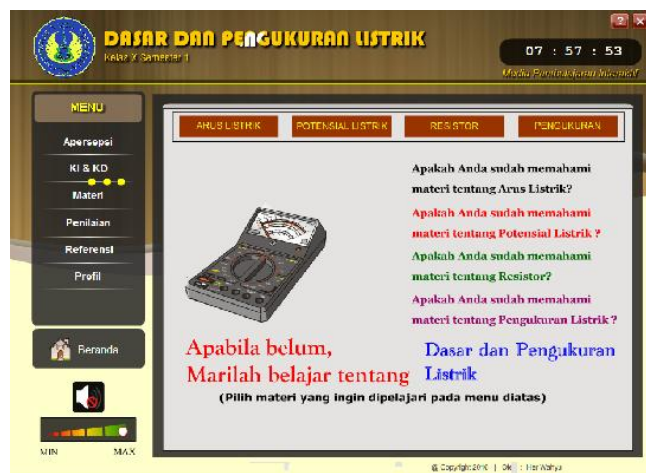 DASAR DAN PENGUKURAN LISTRIK
Kelas X Semester 1
? X
07 : 57 : 53
Media Pembelajaran Interaktif
MENU
Apersepsi
KI & KD
Materi
Penilaian
Referensi
Profil
Beranda
MIN MAX
ARUS LISTRIK POTENSIAL LISTRIK RESISTOR PENGUKURAN
Apakah Anda sudah memahami
materi tentang Arus Listrik?
Apakah Anda sudah memahami
materi tentang Potensial Listrik ?
Apakah Anda sudah memahami
materi tentang Resistor?
Apakah Anda sudah memahami
materi tentang Pengukuran Listrik ?
Apabila belum,
Marilah belajar tentang
Dasar dan Pengukuran
Listrik
(Pilih materi yang ingin dipelajari pada menu diatas)
@ Copyright 2016 | : Her Wahyu